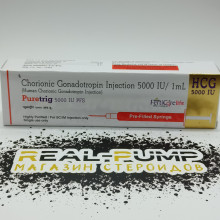 Chorionic Gonadotropin Injection 5000 IU/ 1mL
HCG
5000 IU
Puretrig 5000 IU PFS
Pre-Filled Syringe
REAL-PUMP
МАГАЗИН СТЕРОИДОВ